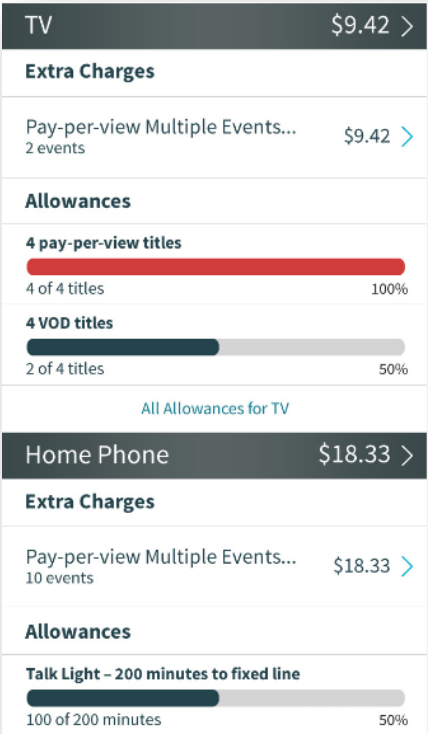 TV $9.42
Extra Charges
Pay-per-view Multiple Events... $9.42
2 events
Allowances
4 pay-per-view titles
4 of 4 titles 100%
4 VOD titles
2 of 4 titles 50%
All Allowances for TV
Home Phone $18.33
Extra Charges
Pay-per-view Multiple Events... $18.33
10 events
Allowances
Talk Light – 200 minutes to fixed line
100 of 200 minutes 50%